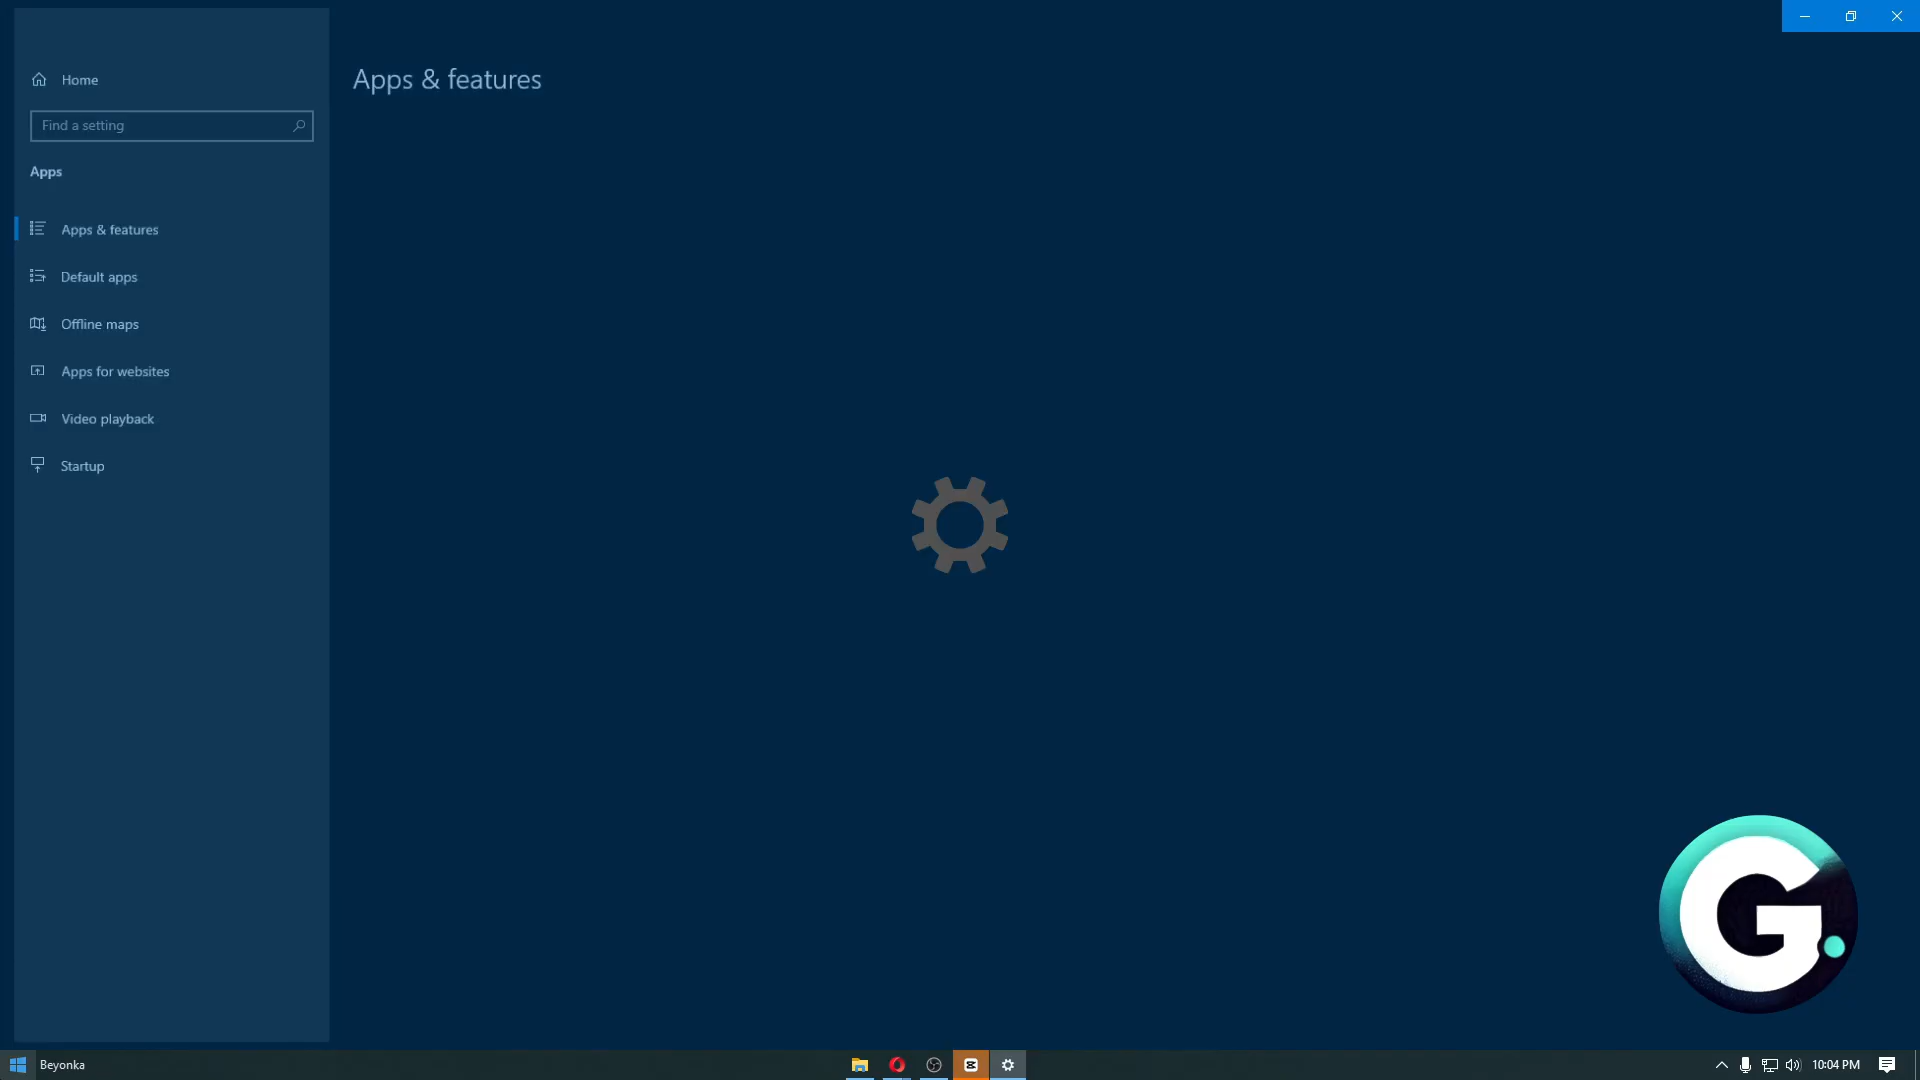 Home
Apps & features
Find a setting
Apps
Apps & features
Default apps
Offline maps
Apps for websites
Video playback
Startup
G.
Beyonka
10:04 PM